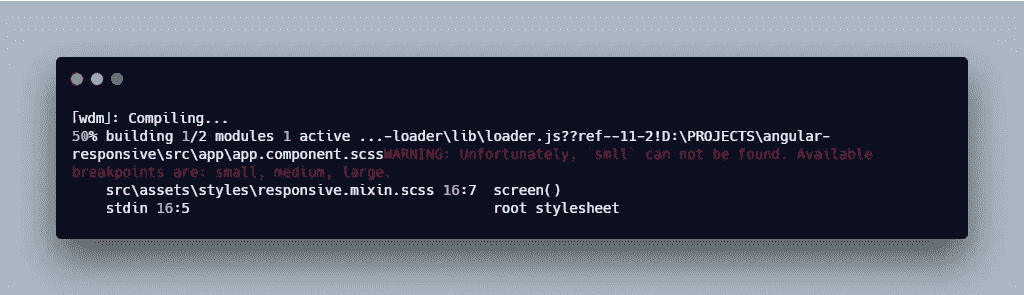 ｢wdm｣: Compiling...
50% building 1/2 modules 1 active ...-loader\lib\loader.js??ref--11-2!D:\PROJECTS\angular-
responsive\src\app\app.component.scssWARNING: Unfortunately, `smll` can not be found. Available
breakpoints are: small, medium, large.
src\assets\styles\responsive.mixin.scss 16:7  screen()
stdin 16:5  root stylesheet